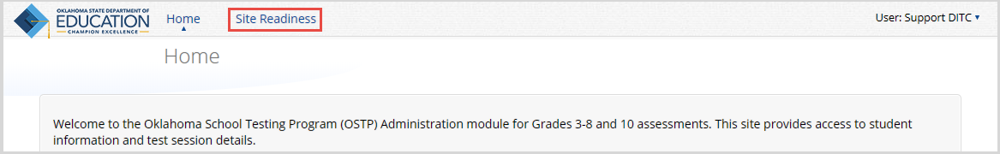 OKLAHOMA STATE DEPARTMENT OF
EDUCATION
CHAMPION EXCELLENCE
Home
Site Readiness
User: Support DITC
Home
Welcome to the Oklahoma School Testing Program (OSTP) Administration module for Grades 3-8 and 10 assessments. This site provides access to student
information and test session details.